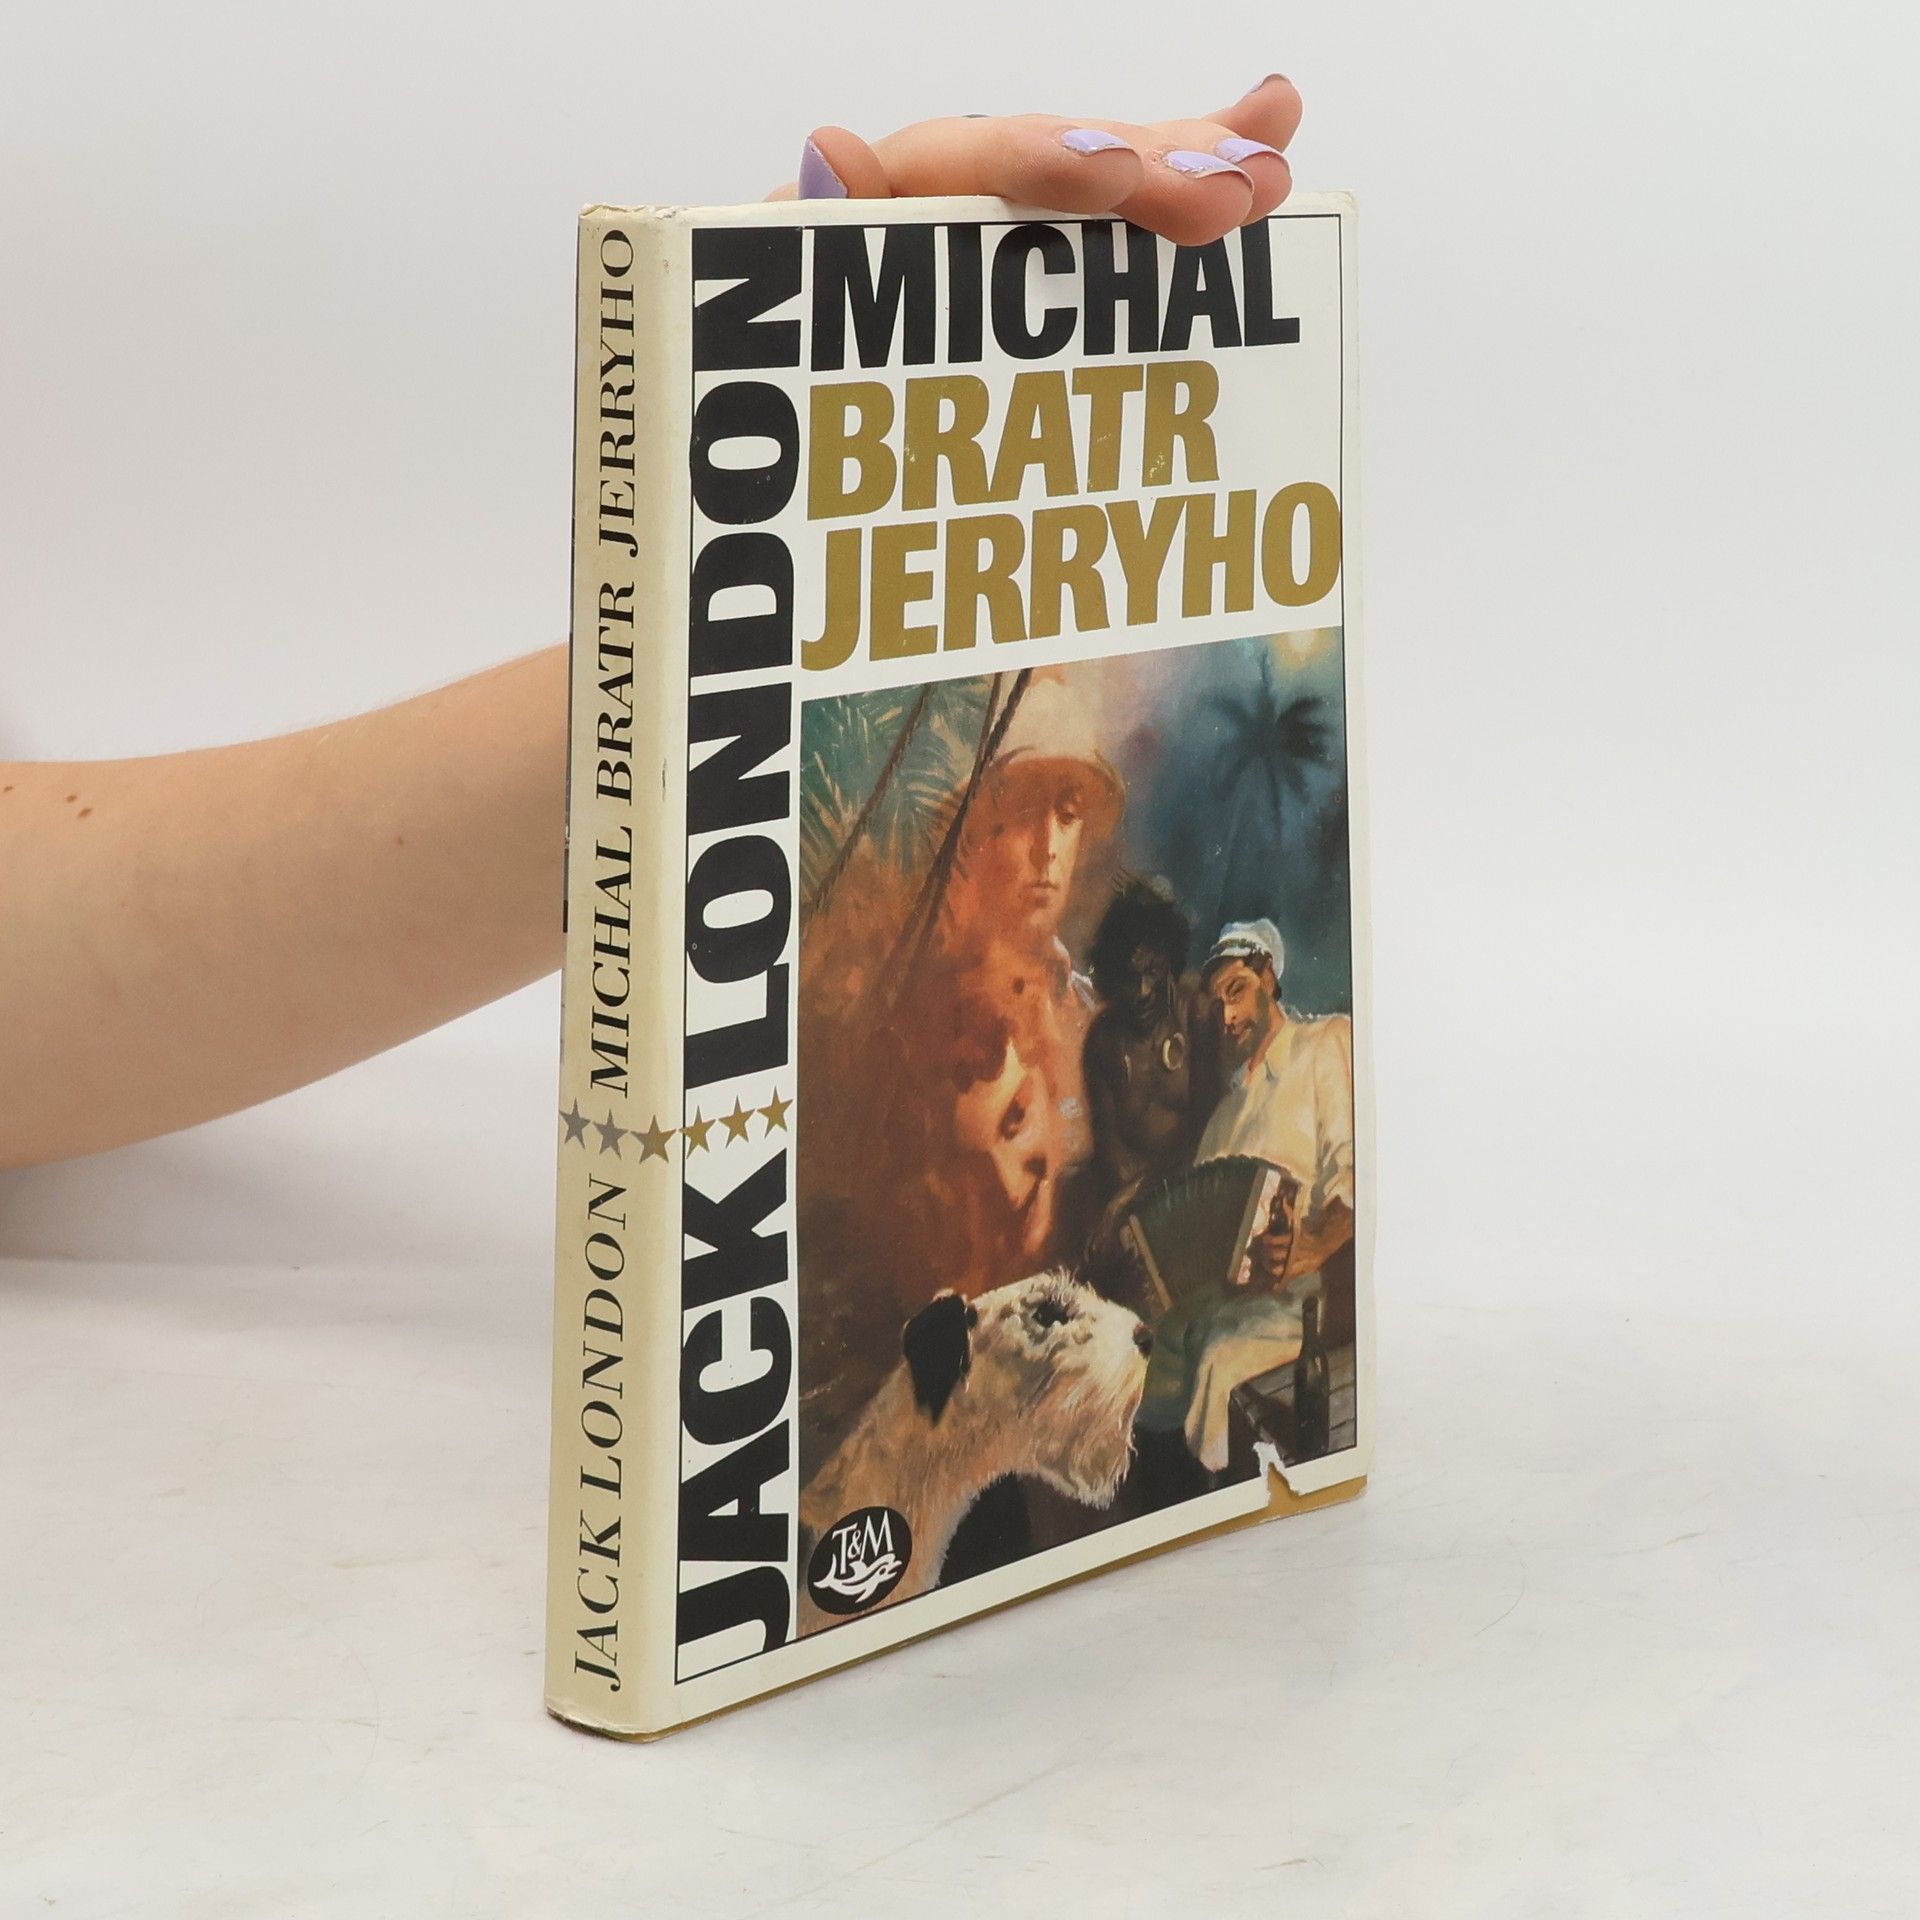 JACK LONDON MICHAL BRATR JERRYHO
JACK LONDON
MICHAL
BRATR
JERRYHO
T&M